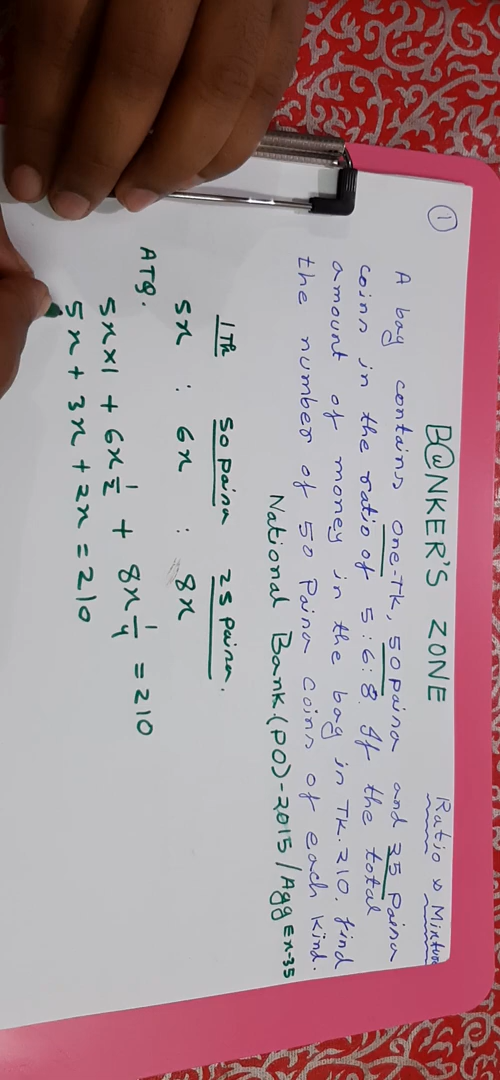 B@NKER'S ZONE
Ratio & Mixture
1
A bag contains one-TK, 50 paisa and 25 Paisa
coins in the ratio of 5:6:8. If the total
amount of money in the bag in TK. 210. find
the number of 50 Paisa coins of each kind.
National Bank.(PO)-2015/Agg Ex-35
1Tk 50 paisa 25 paisa.
5x : 6x : 8x
ATQ.
5x×1 + 6x 1/2 + 8x 1/4 = 210
5x + 3x + 2x = 210